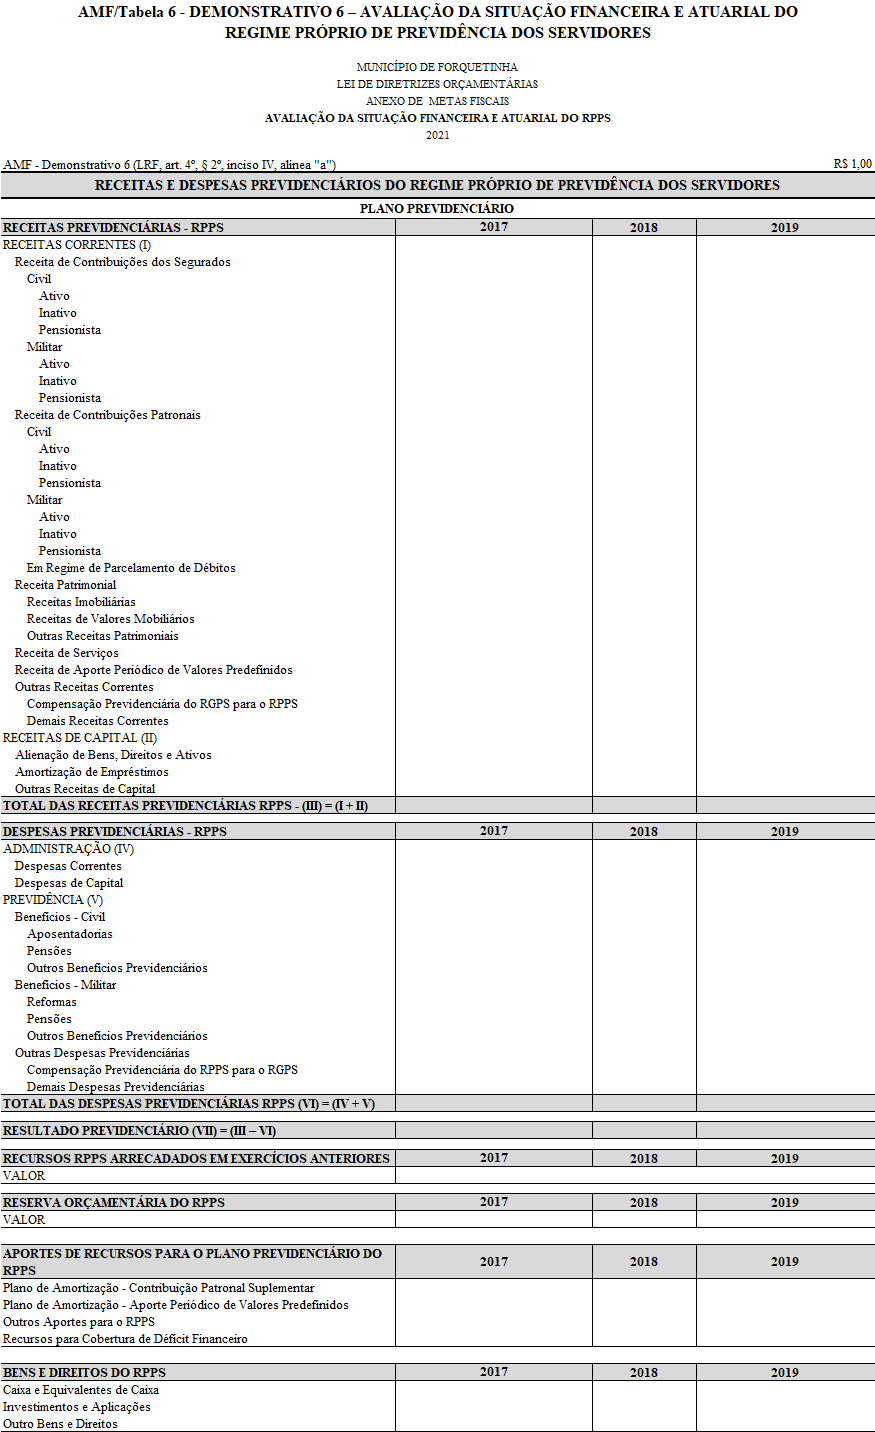 AMF/Tabela 6 - DEMONSTRATIVO 6 – AVALIAÇÃO DA SITUAÇÃO FINANCEIRA E ATUARIAL DO
REGIME PRÓPRIO DE PREVIDÊNCIA DOS SERVIDORES
MUNICÍPIO DE FORQUETINHA
LEI DE DIRETRIZES ORÇAMENTÁRIAS
ANEXO DE METAS FISCAIS
AVALIAÇÃO DA SITUAÇÃO FINANCEIRA E ATUARIAL DO RPPS
2021
AMF - Demonstrativo 6 (LRF, art. 4º, § 2º, inciso IV, alínea "a") R$ 1,00
RECEITAS E DESPESAS PREVIDENCIÁRIOS DO REGIME PRÓPRIO DE PREVIDÊNCIA DOS SERVIDORES
PLANO PREVIDENCIÁRIO
RECEITAS PREVIDENCIÁRIAS - RPPS 2017 2018 2019
RECEITAS CORRENTES (I)
Receita de Contribuições dos Segurados
Civil
Ativo
Inativo
Pensionista
Militar
Ativo
Inativo
Pensionista
Receita de Contribuições Patronais
Civil
Ativo
Inativo
Pensionista
Militar
Ativo
Inativo
Pensionista
Em Regime de Parcelamento de Débitos
Receita Patrimonial
Receitas Imobiliárias
Receitas de Valores Mobiliários
Outras Receitas Patrimoniais
Receita de Serviços
Receita de Aporte Periódico de Valores Predefinidos
Outras Receitas Correntes
Compensação Previdenciária do RGPS para o RPPS
Demais Receitas Correntes
RECEITAS DE CAPITAL (II)
Alienação de Bens, Direitos e Ativos
Amortização de Empréstimos
Outras Receitas de Capital
TOTAL DAS RECEITAS PREVIDENCIÁRIAS RPPS - (III) = (I + II)
DESPESAS PREVIDENCIÁRIAS - RPPS 2017 2018 2019
ADMINISTRAÇÃO (IV)
Despesas Correntes
Despesas de Capital
PREVIDÊNCIA (V)
Benefícios - Civil
Aposentadorias
Pensões
Outros Benefícios Previdenciários
Benefícios - Militar
Reformas
Pensões
Outros Benefícios Previdenciários
Outras Despesas Previdenciárias
Compensação Previdenciária do RPPS para o RGPS
Demais Despesas Previdenciárias
TOTAL DAS DESPESAS PREVIDENCIÁRIAS RPPS (VI) = (IV + V)
RESULTADO PREVIDENCIÁRIO (VII) = (III – VI)
RECURSOS RPPS ARRECADADOS EM EXERCÍCIOS ANTERIORES 2017 2018 2019
VALOR
RESERVA ORÇAMENTÁRIA DO RPPS 2017 2018 2019
VALOR
APORTES DE RECURSOS PARA O PLANO PREVIDENCIÁRIO DO
RPPS 2017 2018 2019
Plano de Amortização - Contribuição Patronal Suplementar
Plano de Amortização - Aporte Periódico de Valores Predefinidos
Outros Aportes para o RPPS
Recursos para Cobertura de Déficit Financeiro
BENS E DIREITOS DO RPPS 2017 2018 2019
Caixa e Equivalentes de Caixa
Investimentos e Aplicações
Outro Bens e Direitos